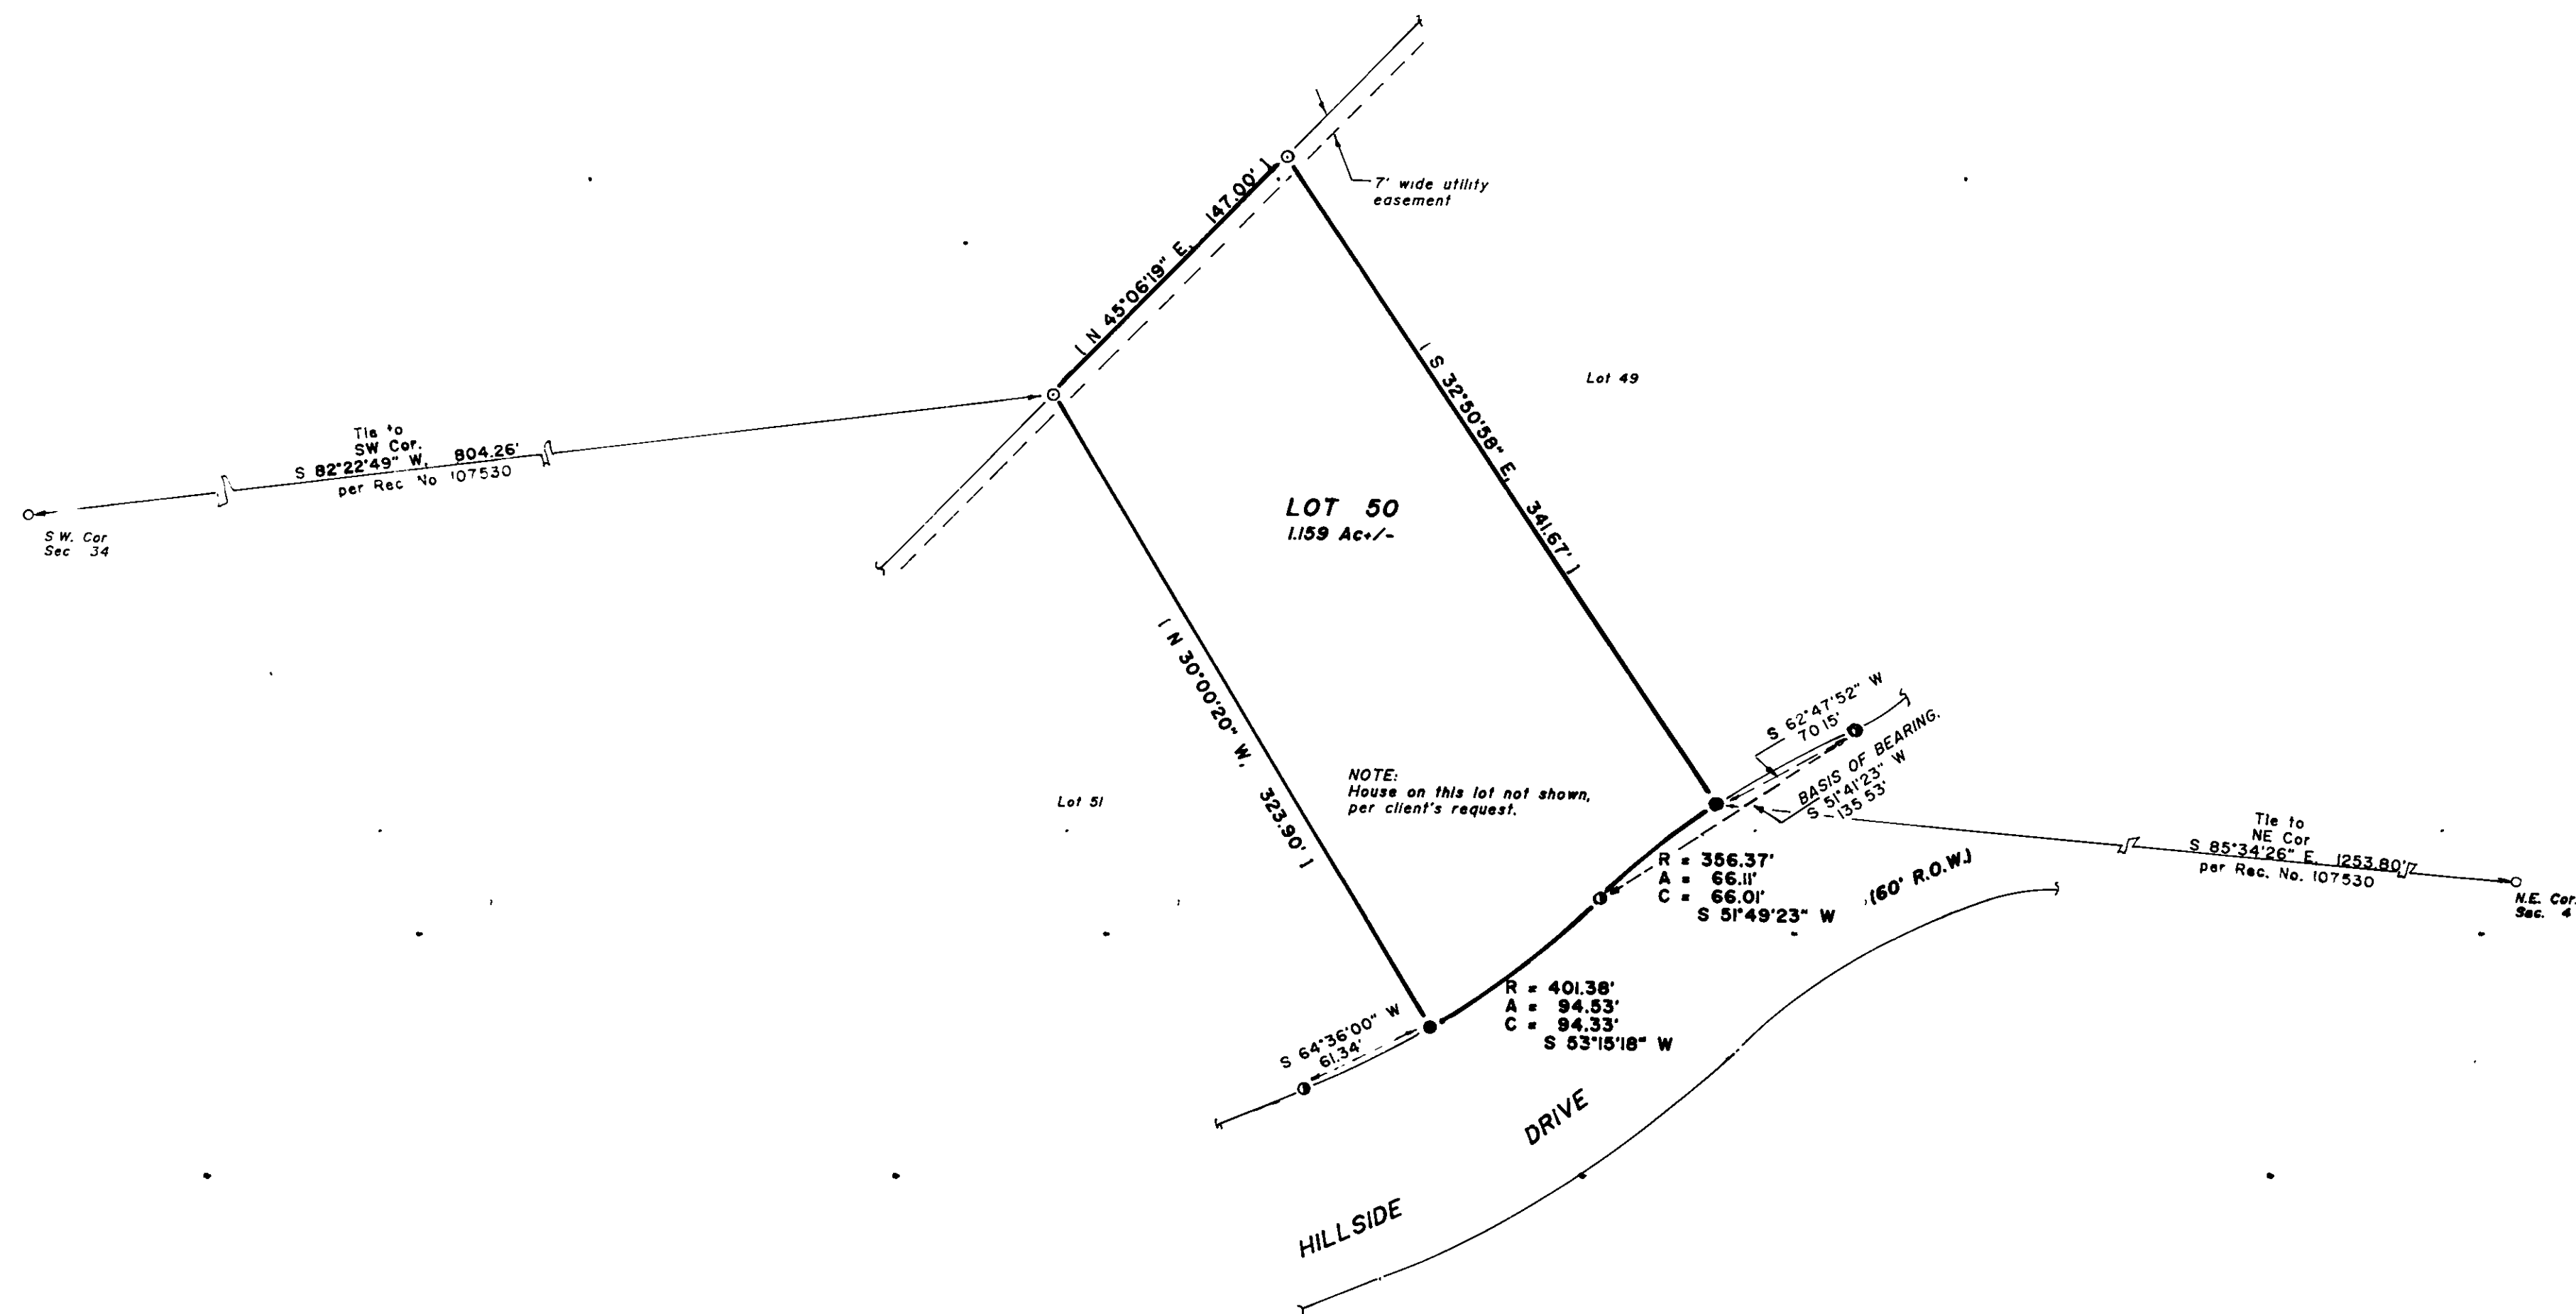 7' wide utility
easement
( N 45°06'19" E, 147.00' )
( S 32°50'58" E, 341.67' )
Lot 49
Tie to
SW Cor.
S 82°22'49" W, 804.26'
per Rec No 107530
S W. Cor
Sec 34
LOT 50
1.159 Ac+/-
( N 30°00'20" W, 323.90' )
Lot 51
NOTE:
House on this lot not shown,
per client's request.
S 62°47'52" W
70 15'
BASIS OF BEARING.
S 51°41'23" W
135 53'
Tie to
NE Cor
S 85°34'26" E, 1253.80'
per Rec. No. 107530
N.E. Cor.
Sec. 4
R = 356.37'
A = 66.11'
C = 66.01'
S 51°49'23" W
(60' R.O.W.)
R = 401.38'
A = 94.53'
C = 94.33'
S 53°15'18" W
S 64°36'00" W
61.34'
HILLSIDE DRIVE